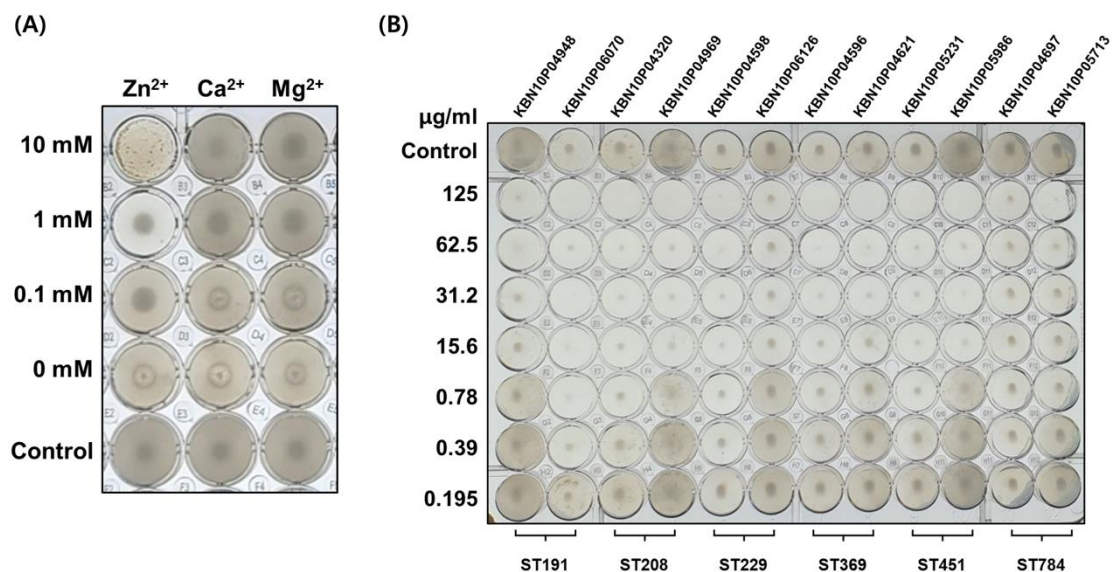 (A)
Zn²⁺ Ca²⁺ Mg²⁺
10 mM
1 mM
0.1 mM
0 mM
Control
(B)
KBN10P04948 KBN10P06070 KBN10P04320 KBN10P04969 KBN10P04598 KBN10P06126 KBN10P04596 KBN10P04621 KBN10P05231 KBN10P05986 KBN10P04697 KBN10P05713
µg/ml
Control
125
62.5
31.2
15.6
0.78
0.39
0.195
ST191 ST208 ST229 ST369 ST451 ST784